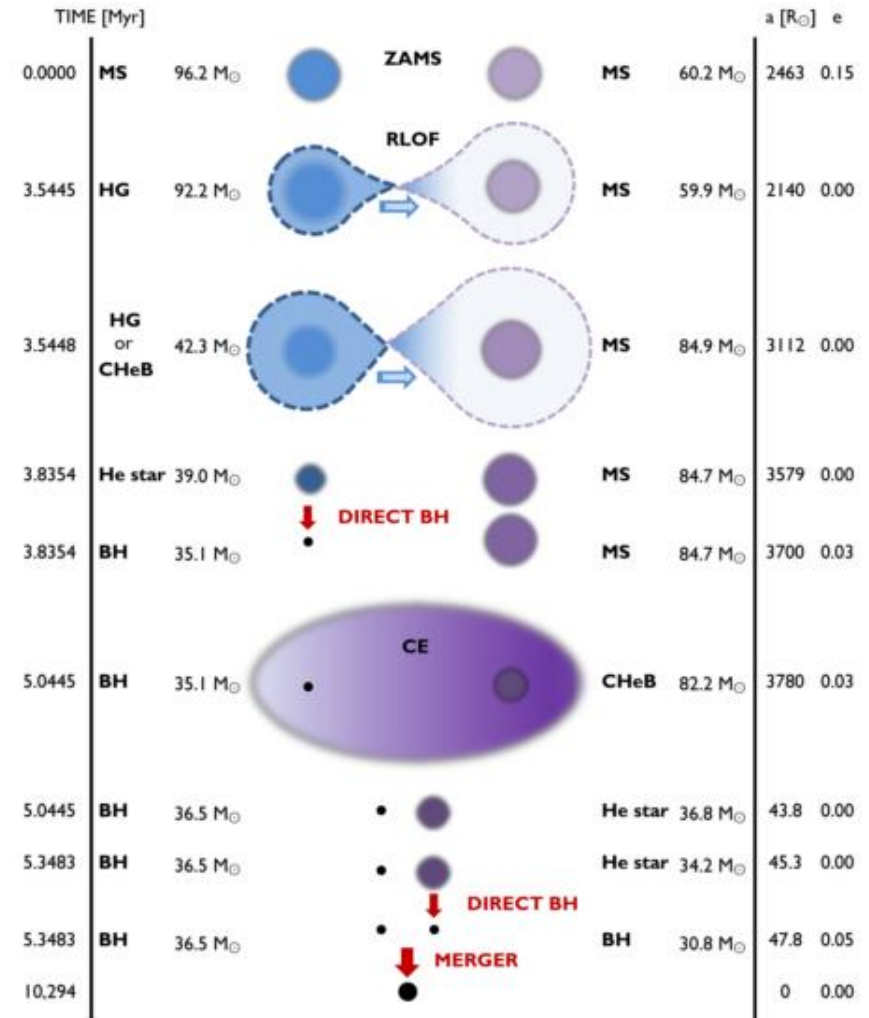 TIME [Myr] a [R☉] e
ZAMS
0.0000 MS 96.2 M☉ MS 60.2 M☉ 2463 0.15
RLOF
3.5445 HG 92.2 M☉ MS 59.9 M☉ 2140 0.00
HG
3.5448 or 42.3 M☉ MS 84.9 M☉ 3112 0.00
CHeB
3.8354 He star 39.0 M☉ MS 84.7 M☉ 3579 0.00
DIRECT BH
3.8354 BH 35.1 M☉ MS 84.7 M☉ 3700 0.03
CE
5.0445 BH 35.1 M☉ CHeB 82.2 M☉ 3780 0.03
5.0445 BH 36.5 M☉ He star 36.8 M☉ 43.8 0.00
5.3483 BH 36.5 M☉ He star 34.2 M☉ 45.3 0.00
DIRECT BH
5.3483 BH 36.5 M☉ BH 30.8 M☉ 47.8 0.05
MERGER
10,294 0 0.00